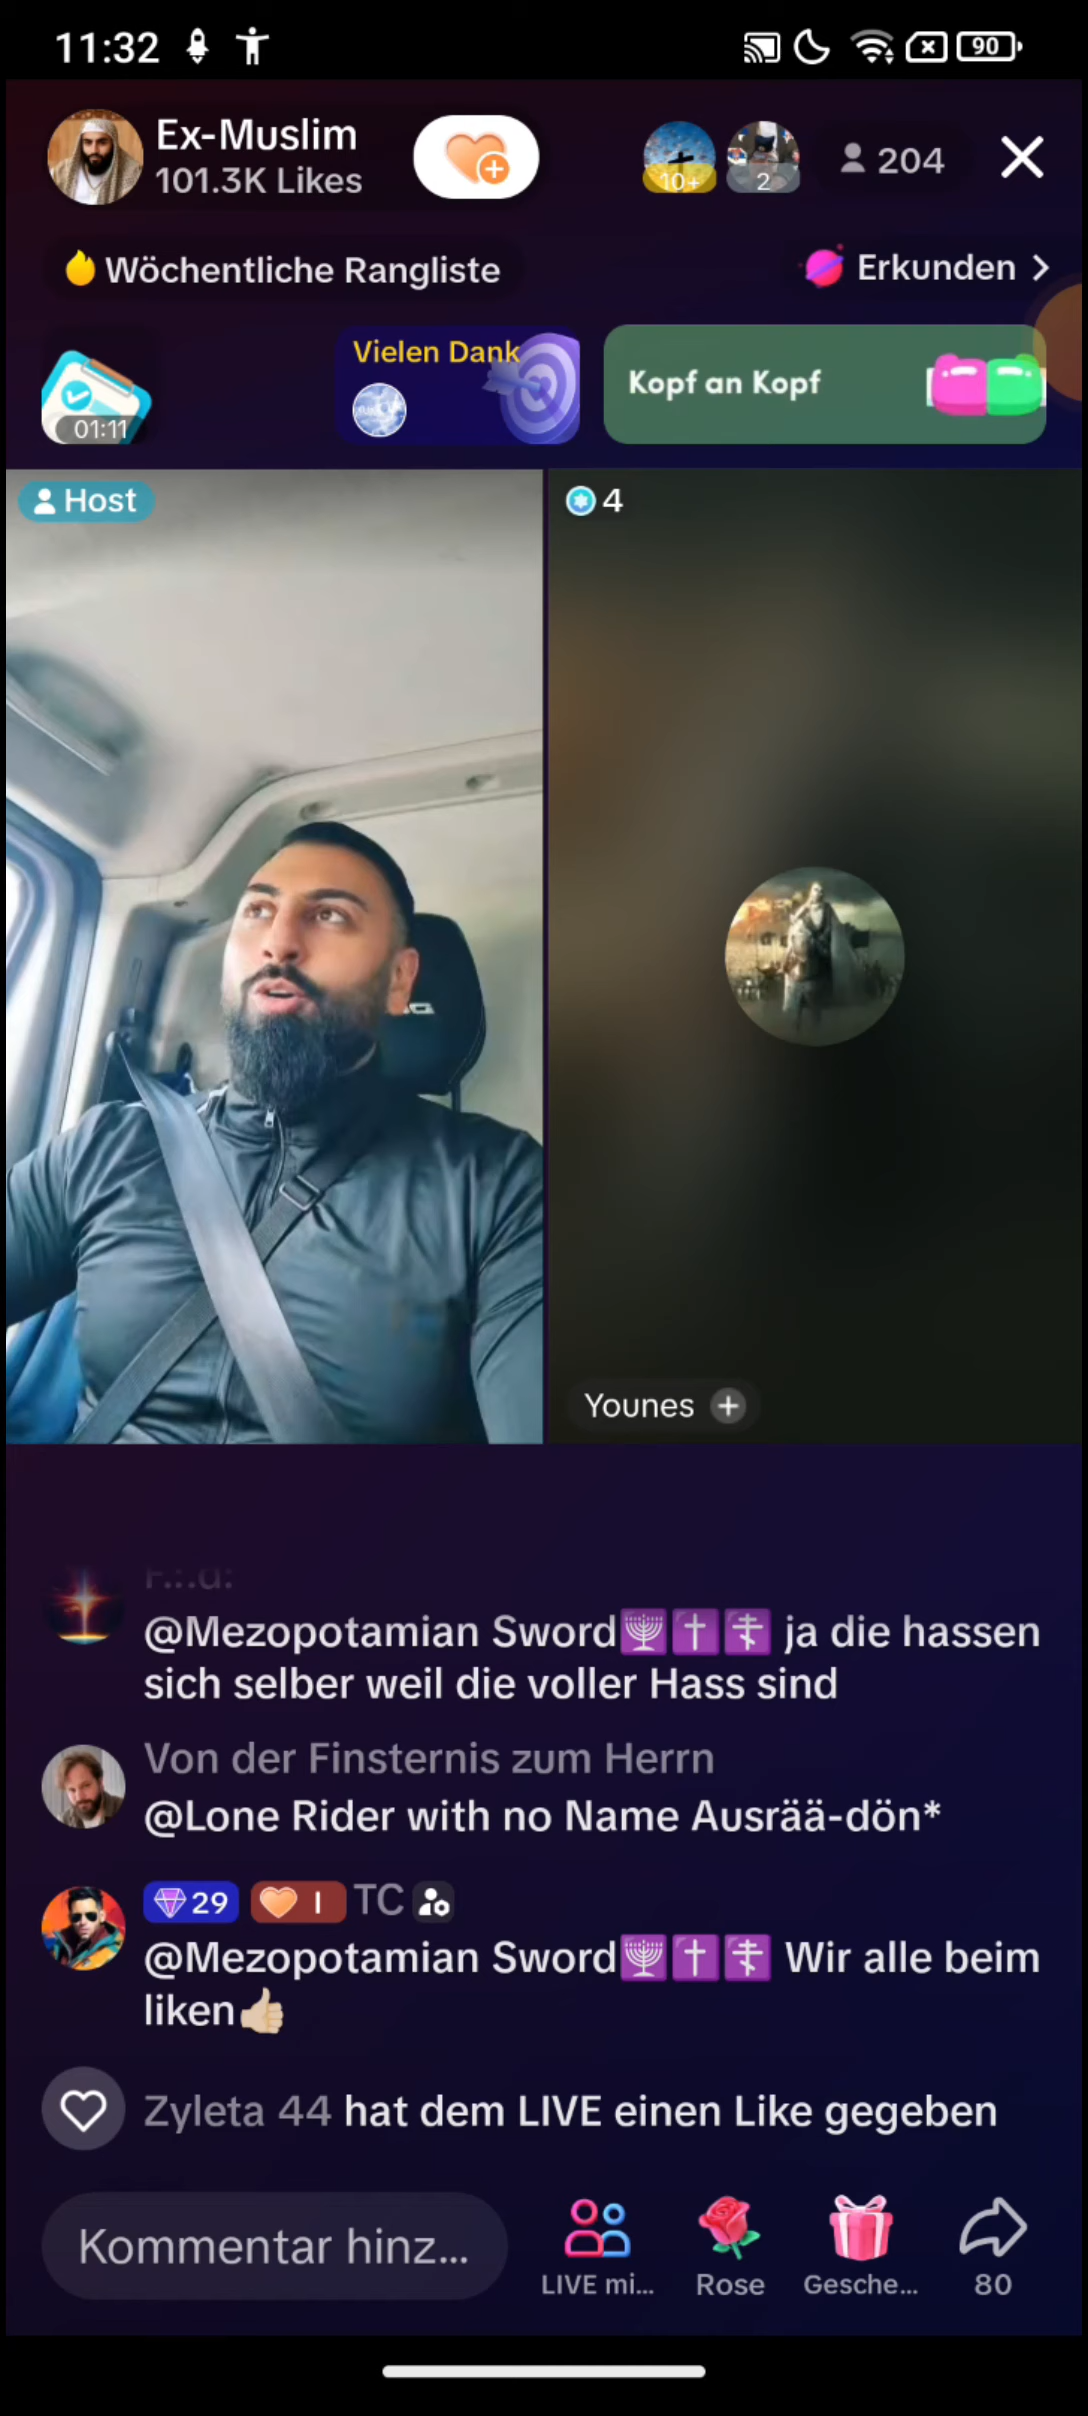 11:32
90
Ex-Muslim
101.3K Likes
10+
2
204
Wöchentliche Rangliste
Erkunden
01:11
Vielen Dank
Kopf an Kopf
Host
4
Younes
@Mezopotamian Sword🕎✝️☦️ ja die hassen
sich selber weil die voller Hass sind
Von der Finsternis zum Herrn
@Lone Rider with no Name Ausrää-dön*
29 I TC
@Mezopotamian Sword🕎✝️☦️ Wir alle beim
liken👍🏼
Zyleta 44 hat dem LIVE einen Like gegeben
Kommentar hinz...
LIVE mi...
Rose
Gesche...
80